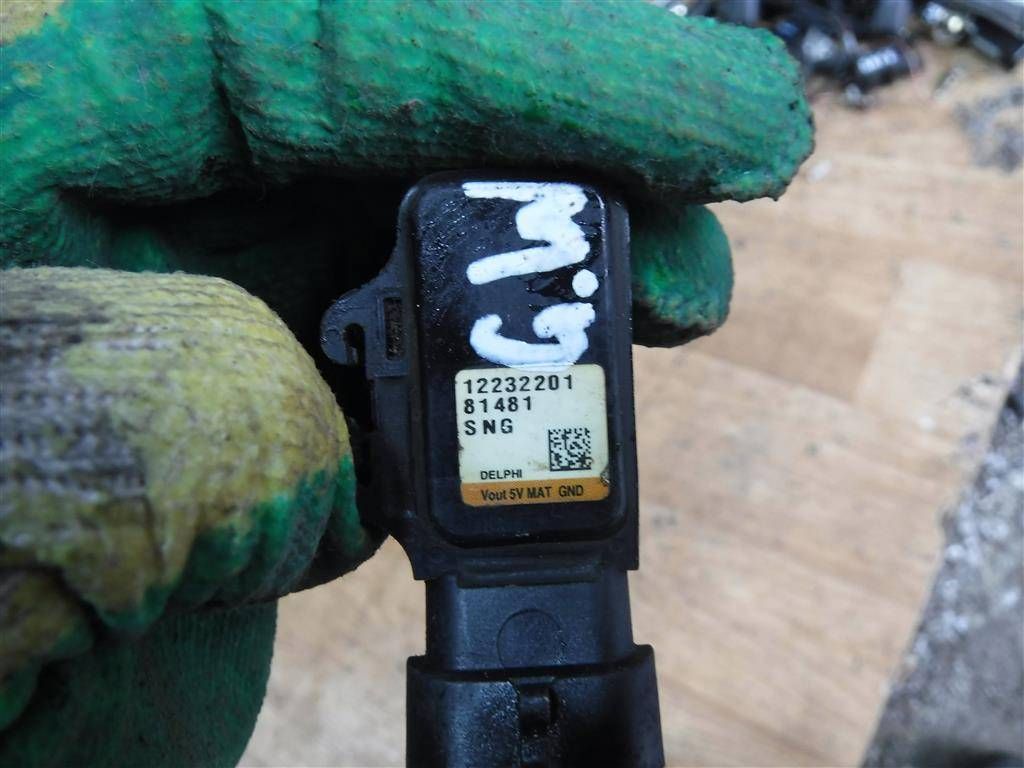 12232201
81481
SNG
DELPHI
Vout 5V MAT GND